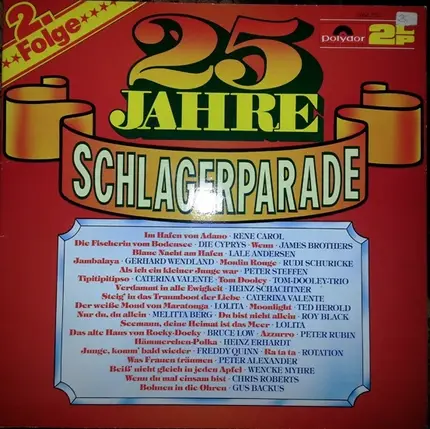 2.
Folge
25
polydor 2LP
JAHRE
SCHLAGERPARADE
Im Hafen von Adano - RENE CAROL
Die Fischerin vom Bodensee - DIE CYPRYS - Wenn - JAMES BROTHERS
Blaue Nacht am Hafen - LALE ANDERSEN
Jambalaya - GERHARD WENDLAND - Moulin Rouge - RUDI SCHURICKE
Als ich ein kleiner Junge war - PETER STEFFEN
Tipitipitipso - CATERINA VALENTE - Tom Dooley - TOM-DOOLEY-TRIO
Verdammt in alle Ewigkeit - HEINZ SCHACHTNER
Steig' in das Traumboot der Liebe - CATERINA VALENTE
Der weiße Mond von Maratonga - LOLITA - Moonlight - TED HEROLD
Nur du, du allein - MELITTA BERG - Du bist nicht allein - ROY BLACK
Seemann, deine Heimat ist das Meer - LOLITA
Das alte Haus von Rocky-Docky - BRUCE LOW - Azzurro - PETER RUBIN
Hämmerchen-Polka - HEINZ ERHARDT
Junge, komm' bald wieder - FREDDY QUINN - Ra ta ta - ROTATION
Was Frauen träumen - PETER ALEXANDER
Beiß' nicht gleich in jeden Apfel - WENCKE MYHRE
Wenn du mal einsam bist - CHRIS ROBERTS
Bohnen in die Ohren - GUS BACKUS